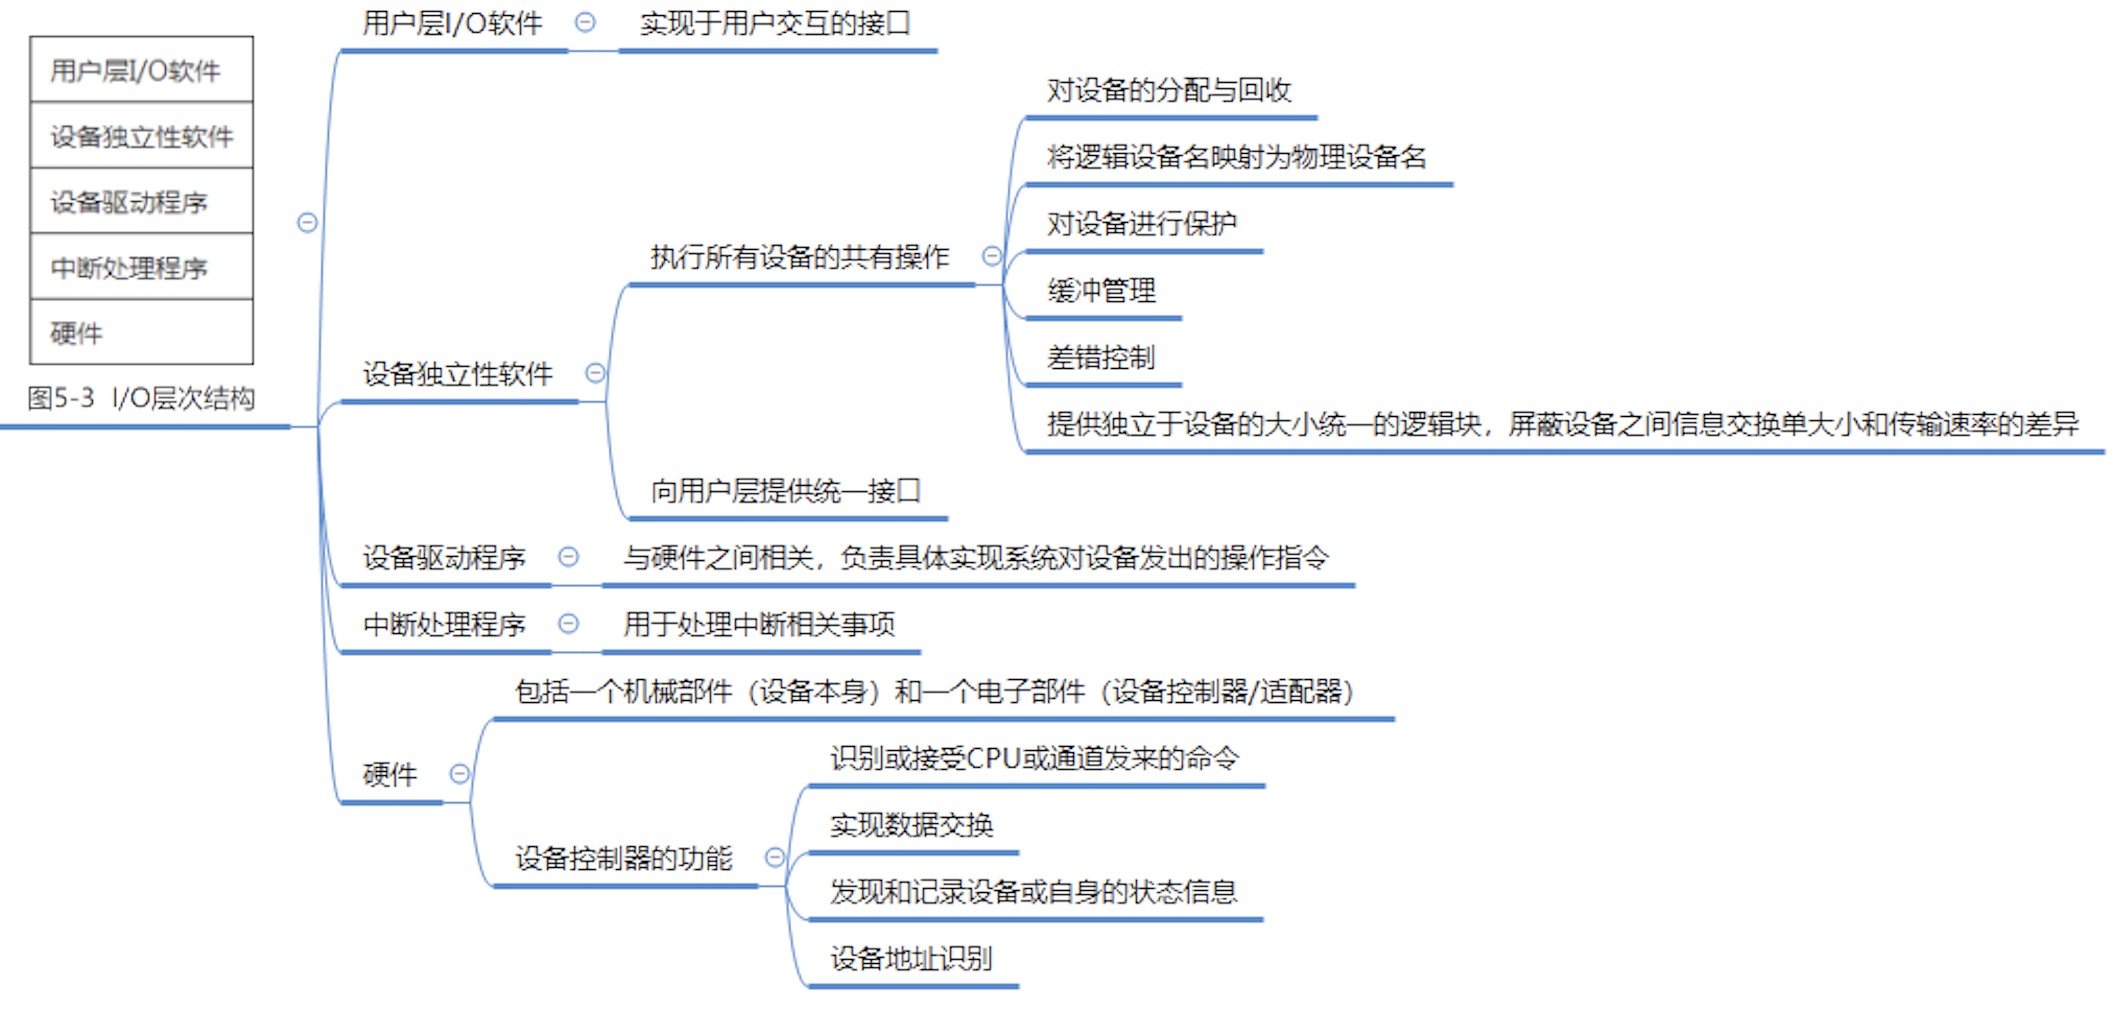 用户层I/O软件
设备独立性软件
设备驱动程序
中断处理程序
硬件
图5-3 I/O层次结构
用户层I/O软件
实现于用户交互的接口
设备独立性软件
执行所有设备的共有操作
对设备的分配与回收
将逻辑设备名映射为物理设备名
对设备进行保护
缓冲管理
差错控制
提供独立于设备的大小统一的逻辑块，屏蔽设备之间信息交换单大小和传输速率的差异
向用户层提供统一接口
设备驱动程序
与硬件之间相关，负责具体实现系统对设备发出的操作指令
中断处理程序
用于处理中断相关事项
硬件
包括一个机械部件（设备本身）和一个电子部件（设备控制器/适配器）
设备控制器的功能
识别或接受CPU或通道发来的命令
实现数据交换
发现和记录设备或自身的状态信息
设备地址识别